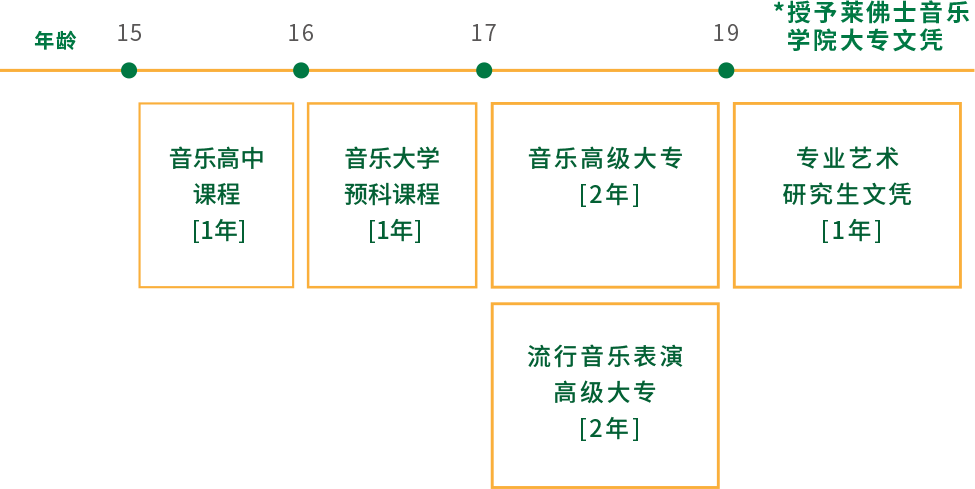 年龄
15
16
17
19
*授予莱佛士音乐
学院大专文凭
音乐高中
课程
[1年]
音乐大学
预科课程
[1年]
音乐高级大专
[2年]
专业艺术
研究生文凭
[1年]
流行音乐表演
高级大专
[2年]